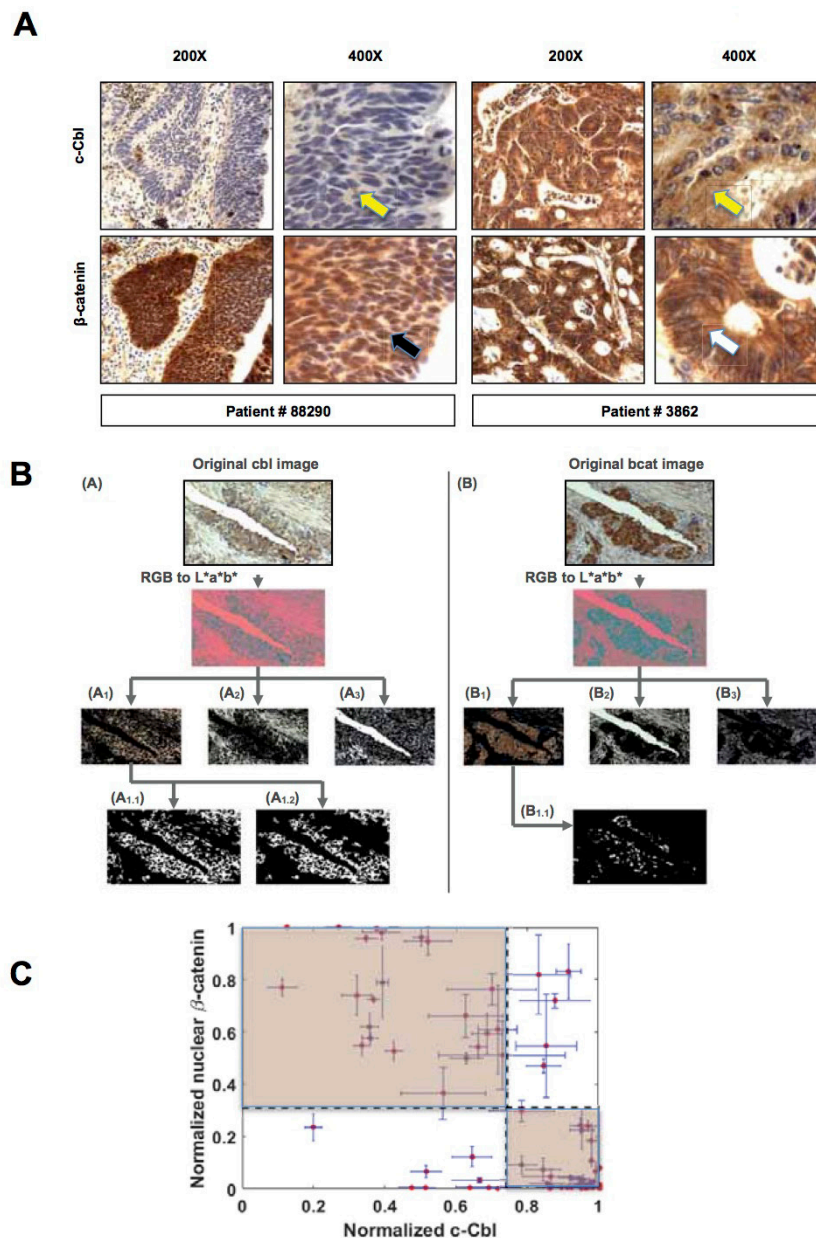 A
200X 400X 200X 400X
c-Cbl
β-catenin
Patient # 88290 Patient # 3862
B
(A) Original cbl image
(B) Original bcat image
RGB to L*a*b* RGB to L*a*b*
(A1) (A2) (A3) (B1) (B2) (B3)
(A1.1) (A1.2) (B1.1)
C
Normalized nuclear β-catenin
1
0.8
0.6
0.4
0.2
0
0 0.2 0.4 0.6 0.8 1
Normalized c-Cbl